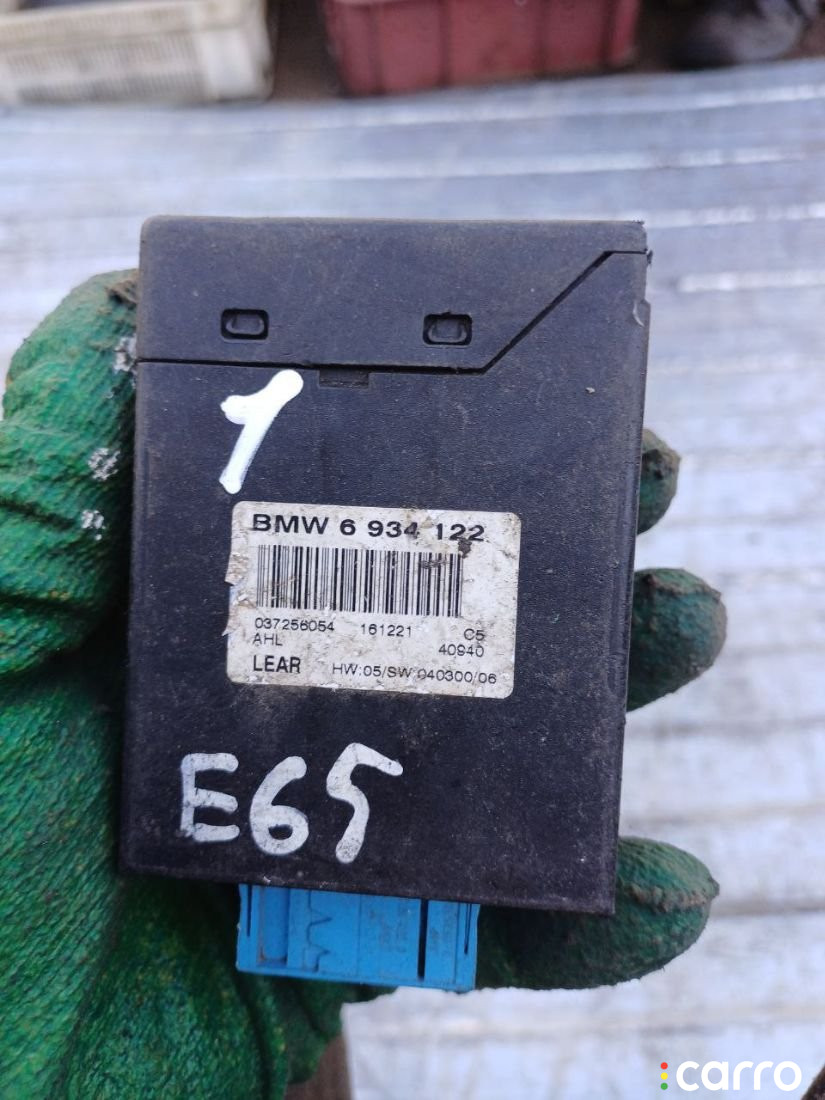 1
BMW 6 934 122
037256054 161221 C5
AHL 40940
LEAR HW:05/SW:040300/06
E65
carro